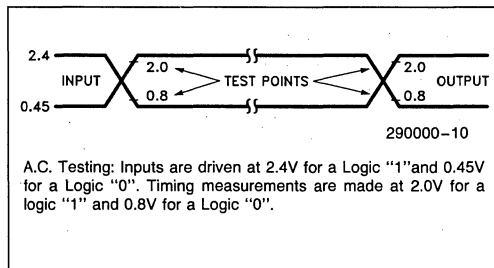 2.4
INPUT
2.0
0.8
TEST POINTS
2.0
0.8
OUTPUT
0.45
290000-10
A.C. Testing: Inputs are driven at 2.4V for a Logic "1"and 0.45V
for a Logic "0". Timing measurements are made at 2.0V for a
logic "1" and 0.8V for a Logic "0".